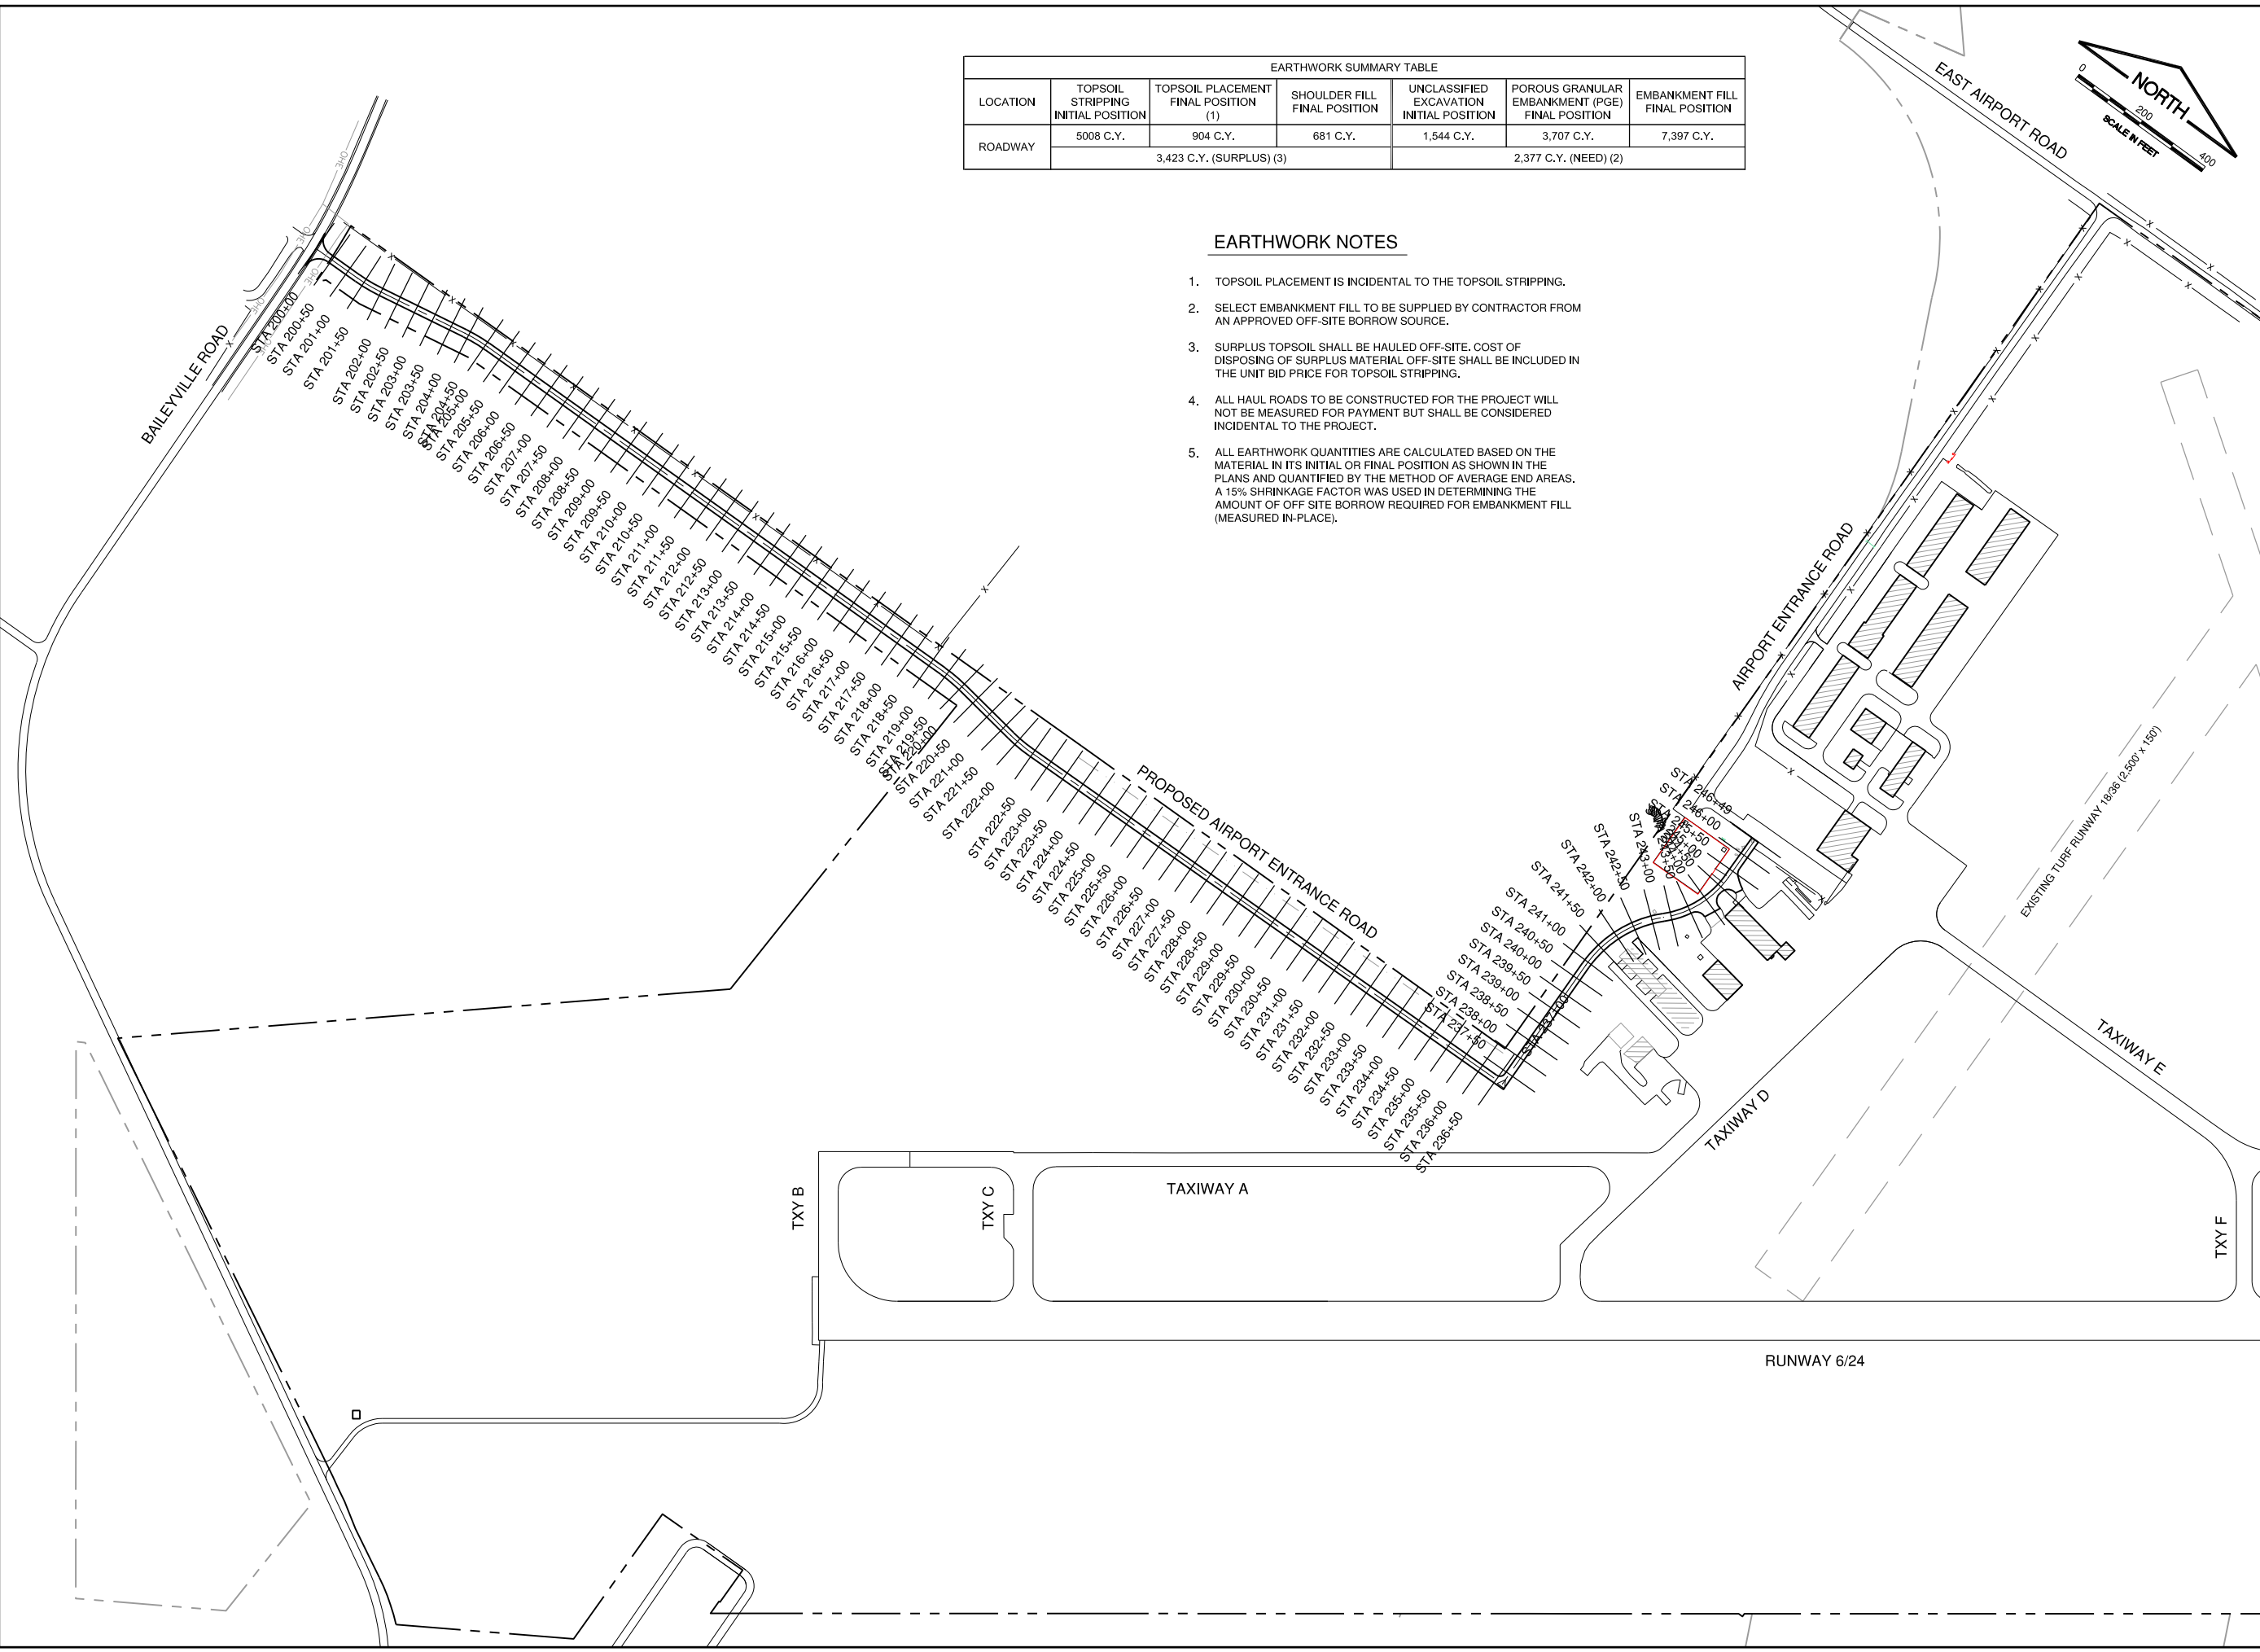 EARTHWORK SUMMARY TABLE
LOCATION
TOPSOIL
STRIPPING
INITIAL POSITION
TOPSOIL PLACEMENT
FINAL POSITION
(1)
SHOULDER FILL
FINAL POSITION
UNCLASSIFIED
EXCAVATION
INITIAL POSITION
POROUS GRANULAR
EMBANKMENT (PGE)
FINAL POSITION
EMBANKMENT FILL
FINAL POSITION
ROADWAY
5008 C.Y.
904 C.Y.
681 C.Y.
1,544 C.Y.
3,707 C.Y.
7,397 C.Y.
3,423 C.Y. (SURPLUS) (3)
2,377 C.Y. (NEED) (2)
EARTHWORK NOTES
1. TOPSOIL PLACEMENT IS INCIDENTAL TO THE TOPSOIL STRIPPING.
2. SELECT EMBANKMENT FILL TO BE SUPPLIED BY CONTRACTOR FROM
AN APPROVED OFF-SITE BORROW SOURCE.
3. SURPLUS TOPSOIL SHALL BE HAULED OFF-SITE. COST OF
DISPOSING OF SURPLUS MATERIAL OFF-SITE SHALL BE INCLUDED IN
THE UNIT BID PRICE FOR TOPSOIL STRIPPING.
4. ALL HAUL ROADS TO BE CONSTRUCTED FOR THE PROJECT WILL
NOT BE MEASURED FOR PAYMENT BUT SHALL BE CONSIDERED
INCIDENTAL TO THE PROJECT.
5. ALL EARTHWORK QUANTITIES ARE CALCULATED BASED ON THE
MATERIAL IN ITS INITIAL OR FINAL POSITION AS SHOWN IN THE
PLANS AND QUANTIFIED BY THE METHOD OF AVERAGE END AREAS.
A 15% SHRINKAGE FACTOR WAS USED IN DETERMINING THE
AMOUNT OF OFF SITE BORROW REQUIRED FOR EMBANKMENT FILL
(MEASURED IN-PLACE).
NORTH
0
200
400
SCALE IN FEET
EAST AIRPORT ROAD
BAILEYVILLE ROAD
OHE
OHE
OHE
OHE
OHE
STA 200+00
STA 200+50
STA 201+00
STA 201+50
STA 202+00
STA 202+50
STA 203+00
STA 203+50
STA 204+00
STA 204+50
STA 205+00
STA 205+50
STA 206+00
STA 206+50
STA 207+00
STA 207+50
STA 208+00
STA 208+50
STA 209+00
STA 209+50
STA 210+00
STA 210+50
STA 211+00
STA 211+50
STA 212+00
STA 212+50
STA 213+00
STA 213+50
STA 214+00
STA 214+50
STA 215+00
STA 215+50
STA 216+00
STA 216+50
STA 217+00
STA 217+50
STA 218+00
STA 218+50
STA 219+00
STA 219+50
STA 220+00
STA 220+50
STA 221+00
STA 221+50
STA 222+00
STA 222+50
STA 223+00
STA 223+50
STA 224+00
STA 224+50
STA 225+00
STA 225+50
STA 226+00
STA 226+50
STA 227+00
STA 227+50
STA 228+00
STA 228+50
STA 229+00
STA 229+50
STA 230+00
STA 230+50
STA 231+00
STA 231+50
STA 232+00
STA 232+50
STA 233+00
STA 233+50
STA 234+00
STA 234+50
STA 235+00
STA 235+50
STA 236+00
STA 236+50
STA 237+00
STA 237+50
STA 238+00
STA 238+50
STA 239+00
STA 239+50
STA 240+00
STA 240+50
STA 241+00
STA 241+50
STA 242+00
STA 242+50
STA 243+00
STA 245+50
STA 246+00
STA 246+49
PROPOSED AIRPORT ENTRANCE ROAD
AIRPORT ENTRANCE ROAD
EXISTING TURF RUNWAY 18/36 (2,500' x 150')
TAXIWAY E
TAXIWAY D
TAXIWAY A
TXY B
TXY C
TXY F
RUNWAY 6/24